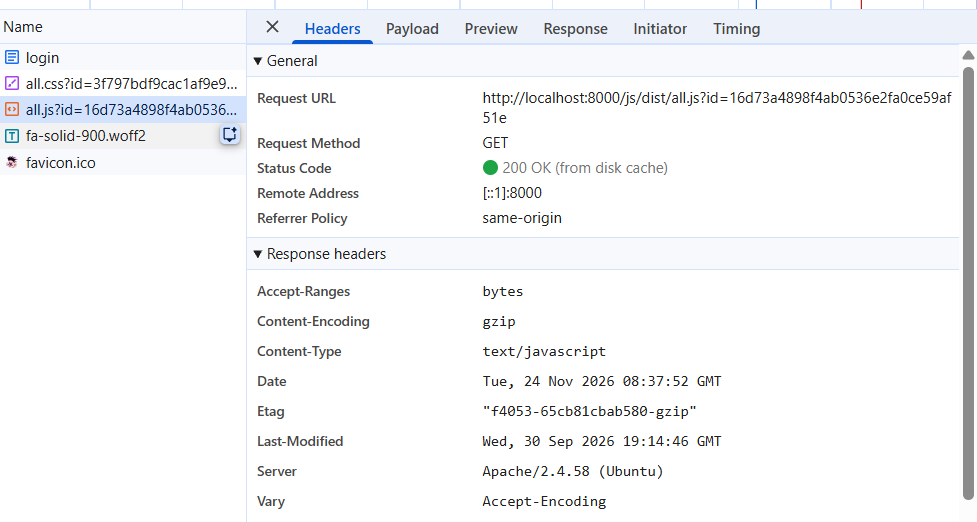 Name
login
all.css?id=3f797bdf9cac1af9e9...
all.js?id=16d73a4898f4ab0536...
fa-solid-900.woff2
favicon.ico
Headers Payload Preview Response Initiator Timing
General
Request URL http://localhost:8000/js/dist/all.js?id=16d73a4898f4ab0536e2fa0ce59af
51e
Request Method GET
Status Code 200 OK (from disk cache)
Remote Address [::1]:8000
Referrer Policy same-origin
Response headers
Accept-Ranges bytes
Content-Encoding gzip
Content-Type text/javascript
Date Tue, 24 Nov 2026 08:37:52 GMT
Etag "f4053-65cb81cbab580-gzip"
Last-Modified Wed, 30 Sep 2026 19:14:46 GMT
Server Apache/2.4.58 (Ubuntu)
Vary Accept-Encoding